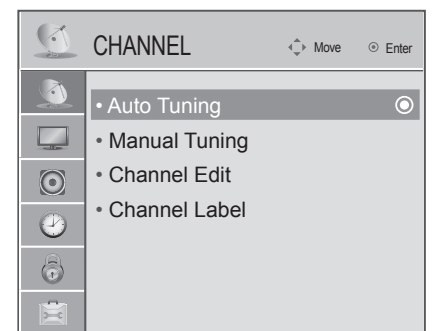 CHANNEL Move Enter
• Auto Tuning
• Manual Tuning
• Channel Edit
• Channel Label